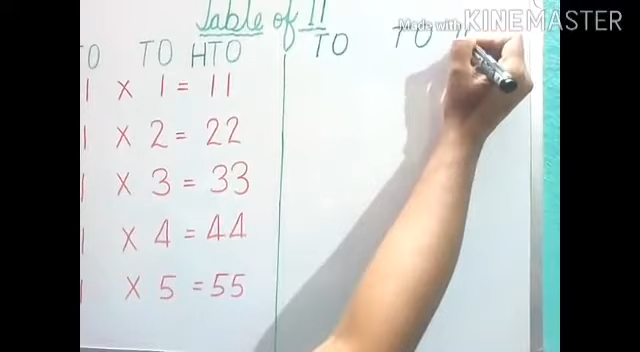 Table of 11
TO TO HTO TO TO
1 x 1 = 11
1 x 2 = 22
1 x 3 = 33
1 x 4 = 44
1 x 5 = 55
Made with KINEMASTER